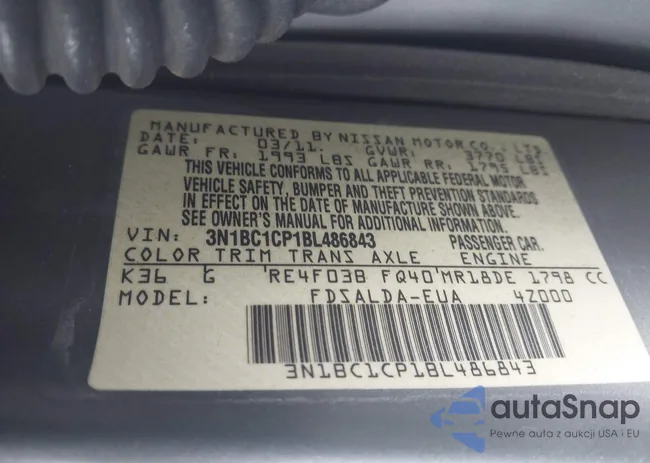 MANUFACTURED BY NISSAN MOTOR CO., LTD.
DATE: 03/11. GVWR: 3770 LBS
GAWR FR: 1993 LBS GAWR RR: 1795 LBS
THIS VEHICLE CONFORMS TO ALL APPLICABLE FEDERAL MOTOR
VEHICLE SAFETY, BUMPER AND THEFT PREVENTION STANDARDS
IN EFFECT ON THE DATE OF MANUFACTURE SHOWN ABOVE.
SEE OWNER'S MANUAL FOR ADDITIONAL INFORMATION.
VIN: 3N1BC1CP1BL486843 PASSENGER CAR.
COLOR TRIM TRANS AXLE ENGINE
K36 G RE4F03B FQ40 MR18DE 1798 CC
MODEL: FDSALDA-EUA 4Z000
3N1BC1CP1BL486843
autaSnap
Pewne auta z aukcji USA i EU